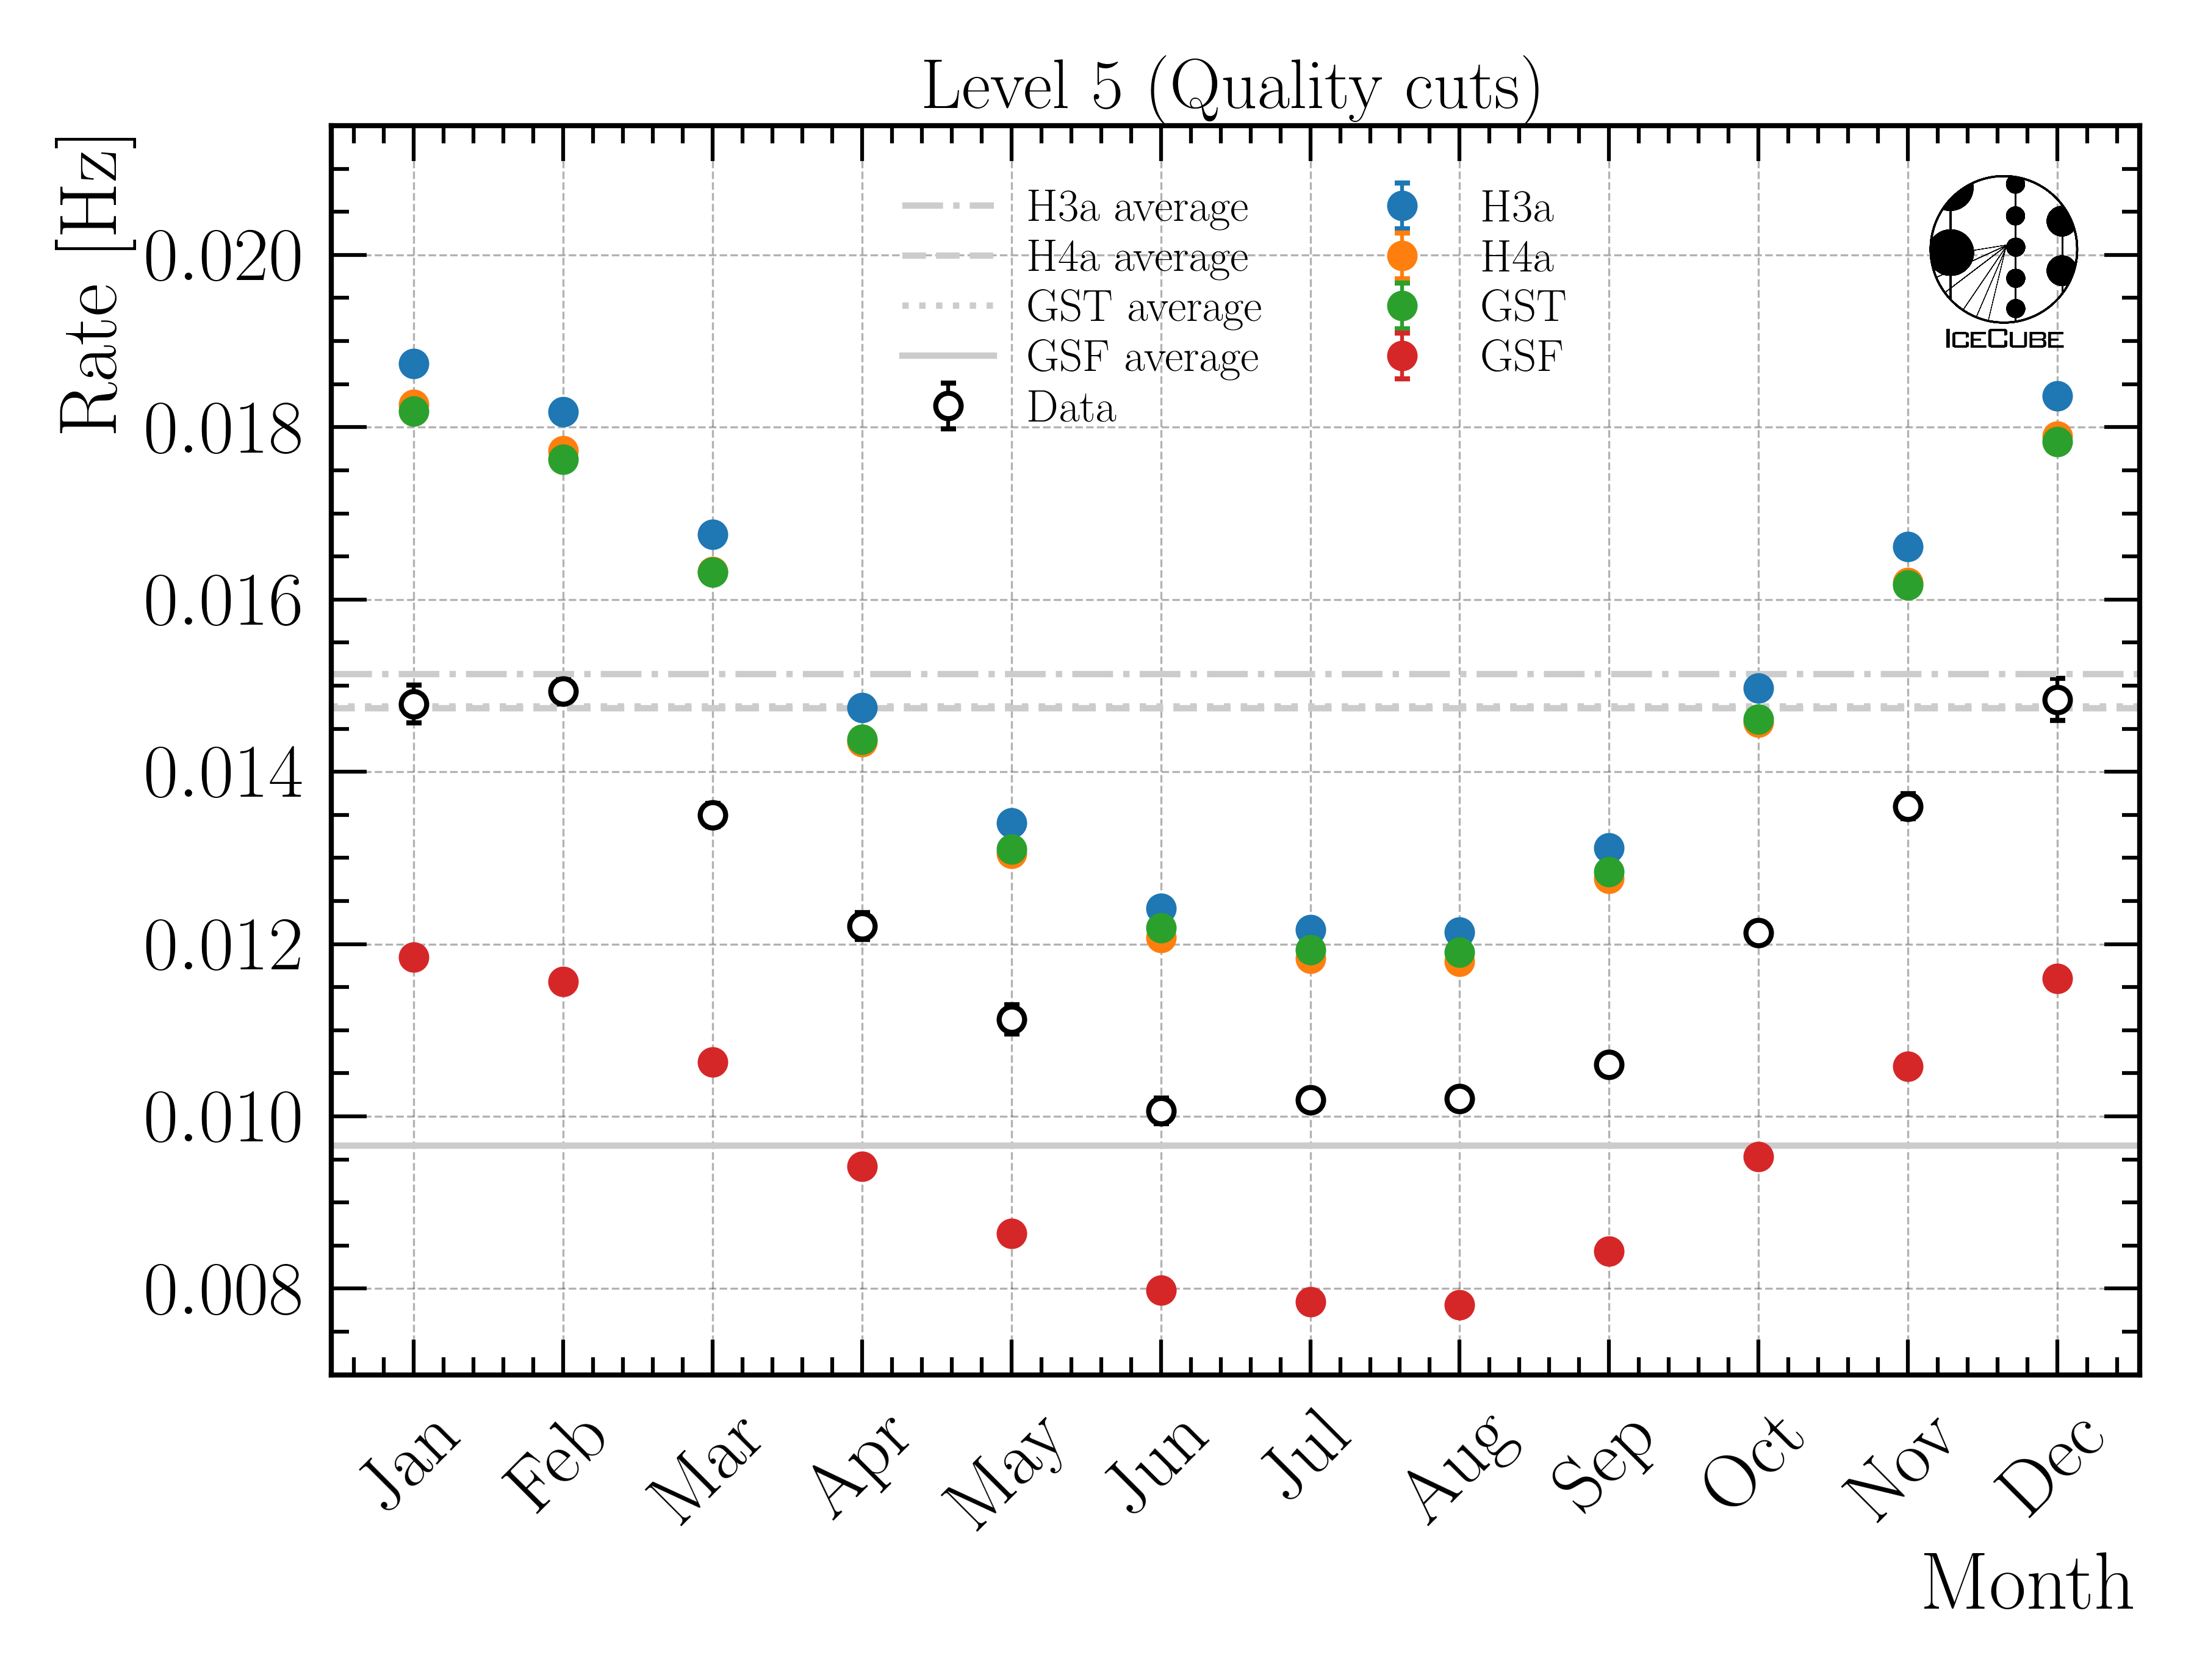 Level 5 (Quality cuts)
Rate [Hz]
0.020
0.018
0.016
0.014
0.012
0.010
0.008
H3a average
H4a average
GST average
GSF average
Data
H3a
H4a
GST
GSF
ICECUBE
Jan
Feb
Mar
Apr
May
Jun
Jul
Aug
Sep
Oct
Nov
Dec
Month